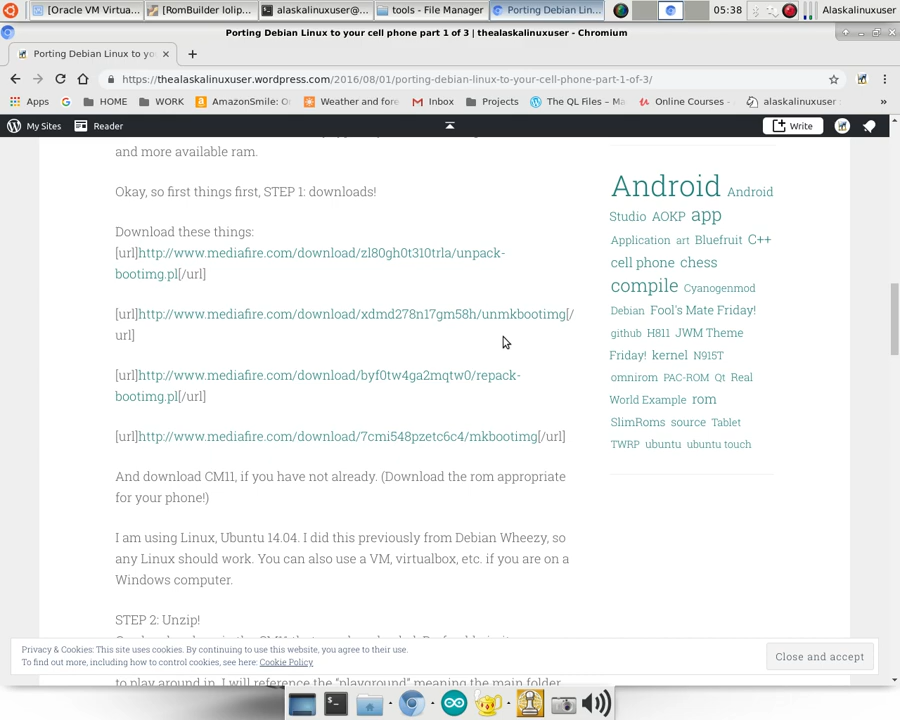 [Oracle VM Virtua...
[RomBuilder lolip...
alaskalinuxuser@...
tools - File Manager
Porting Debian Lin...
05:38
Alaskalinuxuser
Porting Debian Linux to your cell phone part 1 of 3 | thealaskalinuxuser - Chromium
Porting Debian Linux to yo
https://thealaskalinuxuser.wordpress.com/2016/08/01/porting-debian-linux-to-your-cell-phone-part-1-of-3/
Apps
HOME
WORK
AmazonSmile: O
Weather and fore
Inbox
Projects
The QL Files – Ma
Online Courses -
alaskalinuxuser
»
My Sites
Reader
Write
and more available ram.
Okay, so first things first, STEP 1: downloads!
Download these things:
[url]http://www.mediafire.com/download/zl80gh0t310trla/unpack-
bootimg.pl[/url]
[url]http://www.mediafire.com/download/xdmd278n17gm58h/unmkbootimg[/
url]
[url]http://www.mediafire.com/download/byf0tw4ga2mqtw0/repack-
bootimg.pl[/url]
[url]http://www.mediafire.com/download/7cmi548pzetc6c4/mkbootimg[/url]
And download CM11, if you have not already. (Download the rom appropriate
for your phone!)
I am using Linux, Ubuntu 14.04. I did this previously from Debian Wheezy, so
any Linux should work. You can also use a VM, virtualbox, etc. if you are on a
Windows computer.
STEP 2: Unzip!
to play around in. I will reference the "playground" meaning the main folder
Android Android
Studio AOKP app
Application art Bluefruit C++
cell phone chess
compile Cyanogenmod
Debian Fool's Mate Friday!
github H811 JWM Theme
Friday! kernel N915T
omnirom PAC-ROM Qt Real
World Example rom
SlimRoms source Tablet
TWRP ubuntu ubuntu touch
Privacy & Cookies: This site uses cookies. By continuing to use this website, you agree to their use.
To find out more, including how to control cookies, see here: Cookie Policy
Close and accept